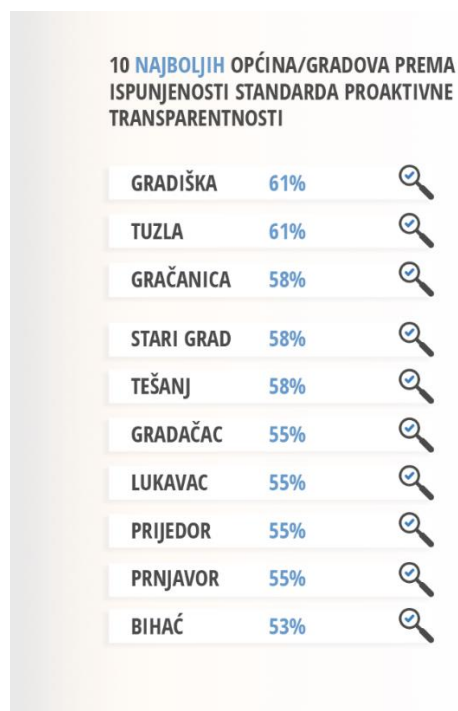 10 NAJBOLJIH OPĆINA/GRADOVA PREMA
ISPUNJENOSTI STANDARDA PROAKTIVNE
TRANSPARENTNOSTI
GRADIŠKA 61%
TUZLA 61%
GRAČANICA 58%
STARI GRAD 58%
TEŠANJ 58%
GRADAČAC 55%
LUKAVAC 55%
PRIJEDOR 55%
PRNJAVOR 55%
BIHAĆ 53%